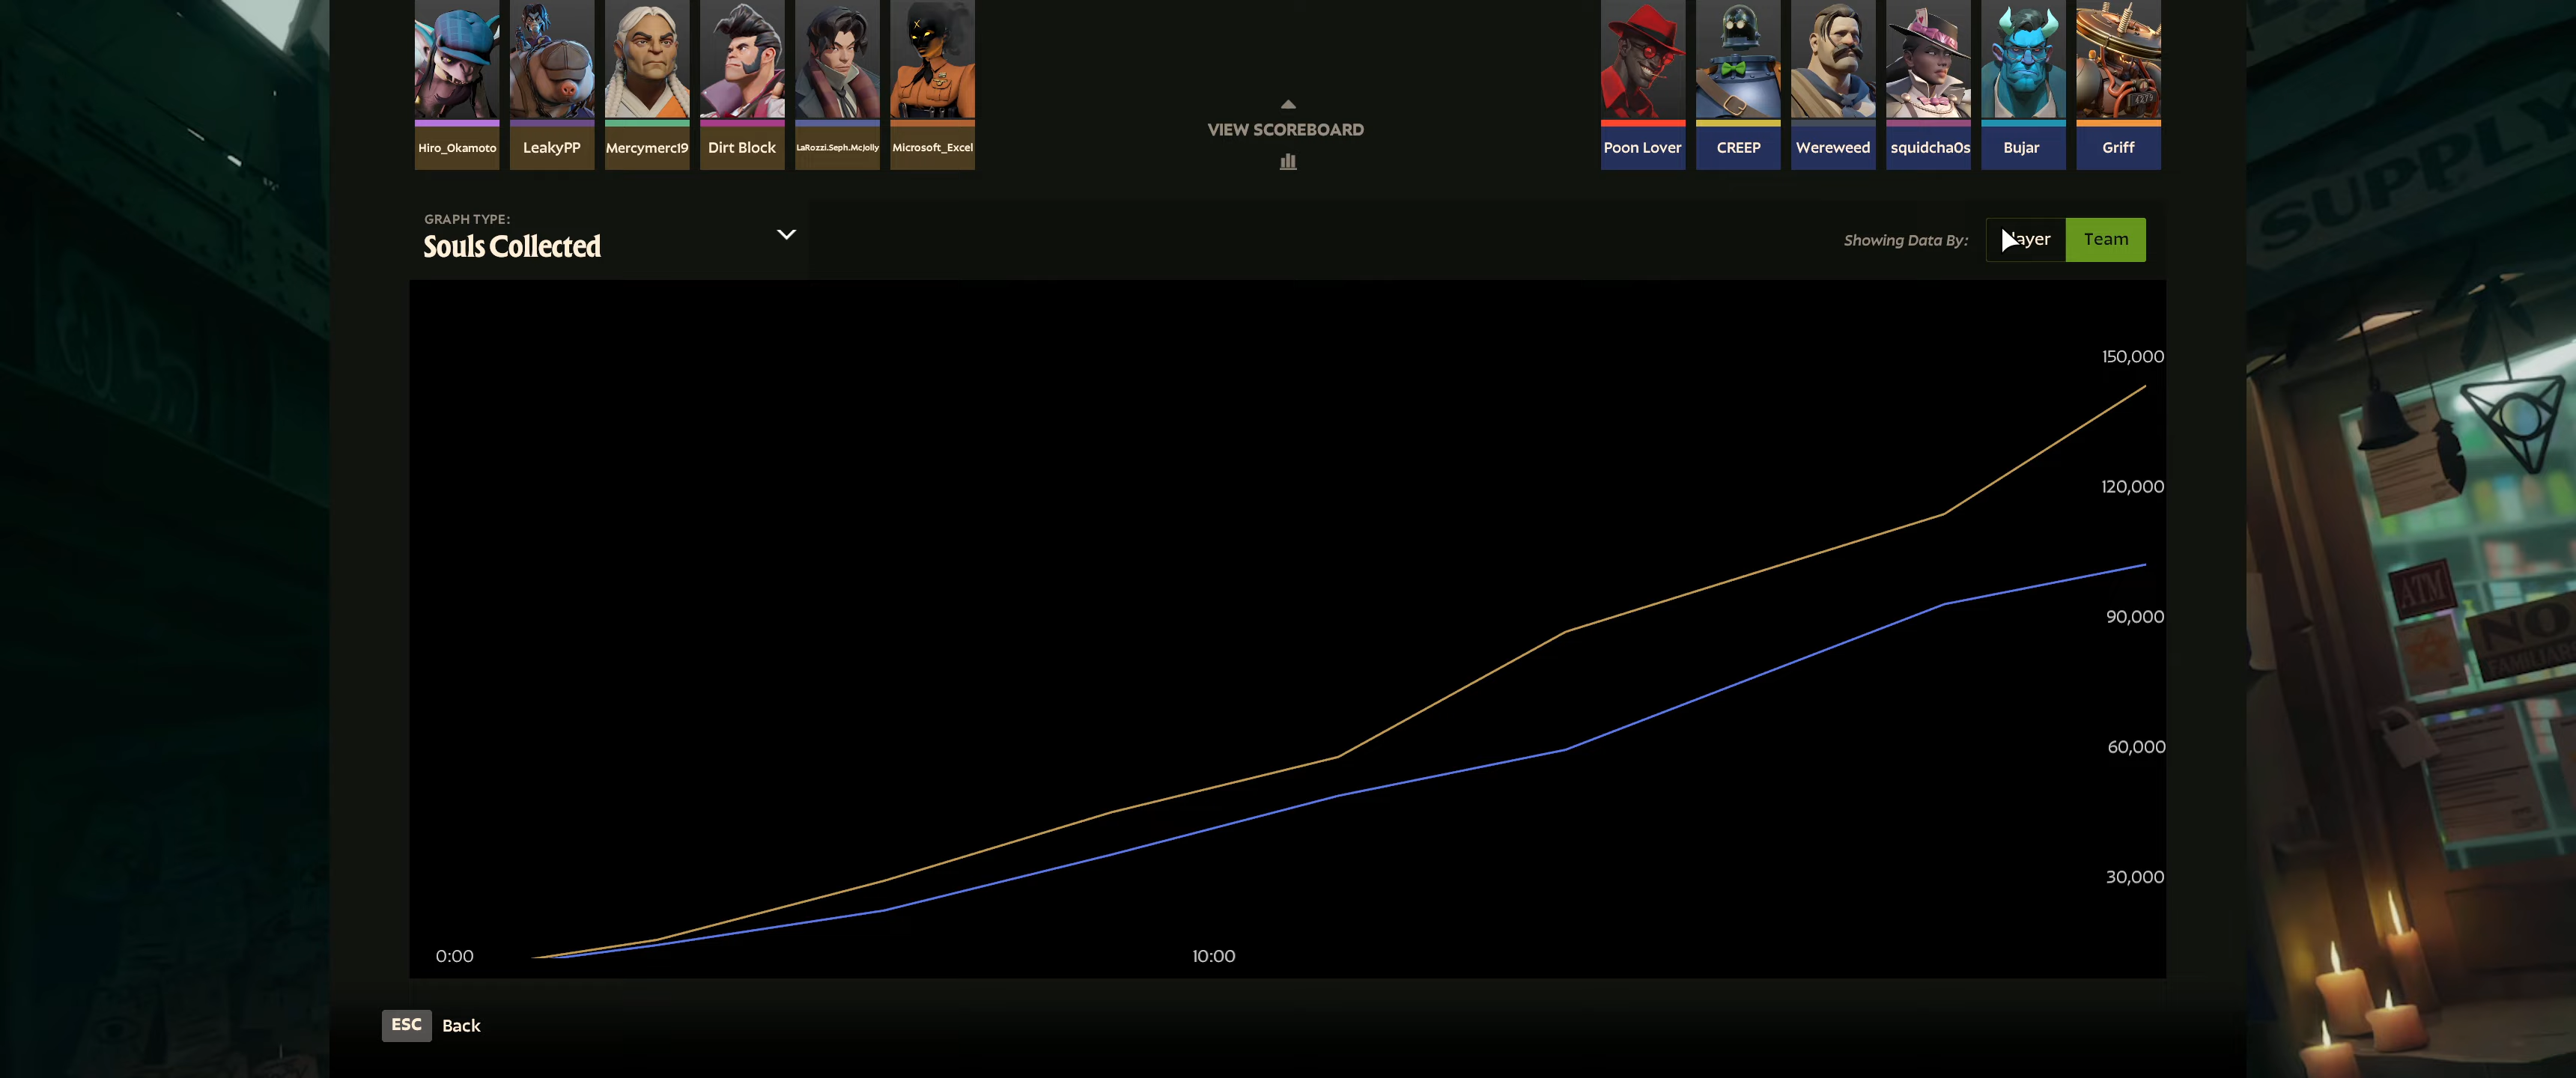 Hiro_Okamoto
LeakyPP
Mercymerc19
Dirt Block
LaRozzi.Seph.McJolly
Microsoft_Excel
VIEW SCOREBOARD
Poon Lover
CREEP
Wereweed
squidcha0s
Bujar
Griff
GRAPH TYPE:
Souls Collected
Showing Data By:
ayer
Team
150,000
120,000
90,000
60,000
30,000
0:00
10:00
ESC
Back
SUPPLY
ATM
NO
FAMILIARS